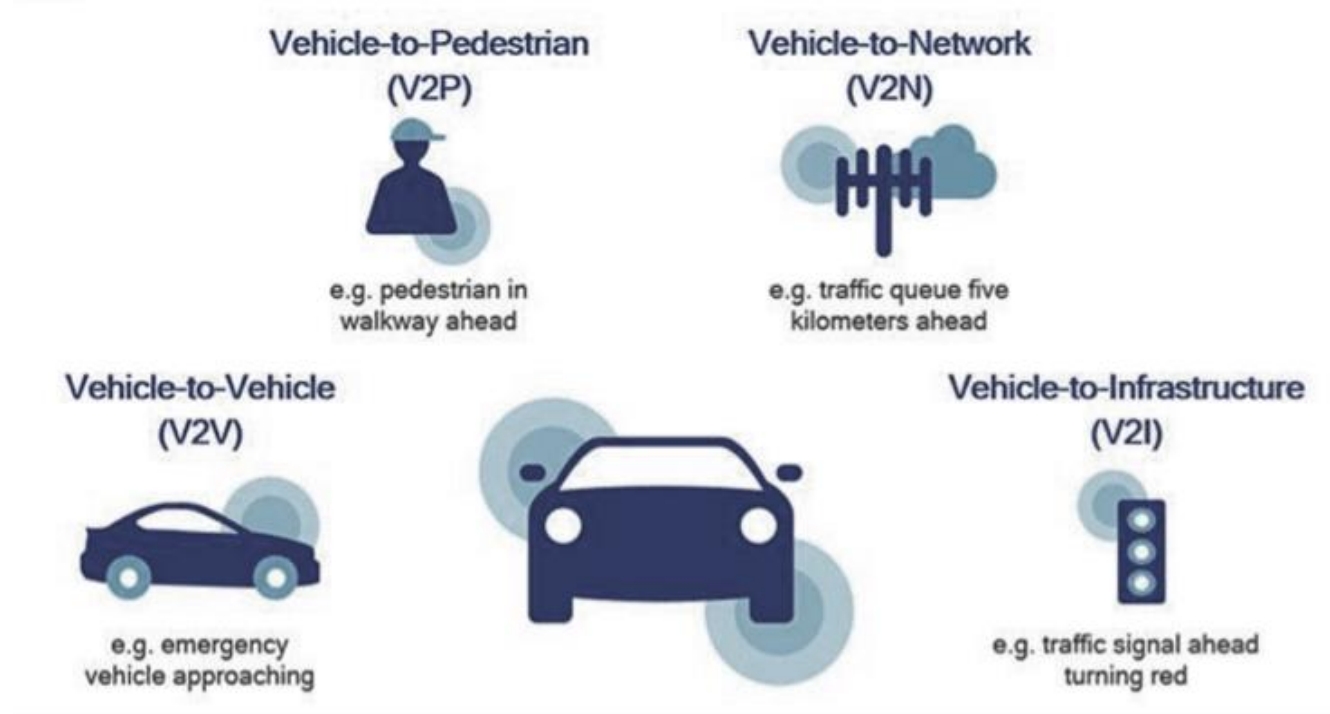 Vehicle-to-Pedestrian
(V2P)
e.g. pedestrian in
walkway ahead
Vehicle-to-Network
(V2N)
e.g. traffic queue five
kilometers ahead
Vehicle-to-Vehicle
(V2V)
e.g. emergency
vehicle approaching
Vehicle-to-Infrastructure
(V2I)
e.g. traffic signal ahead
turning red